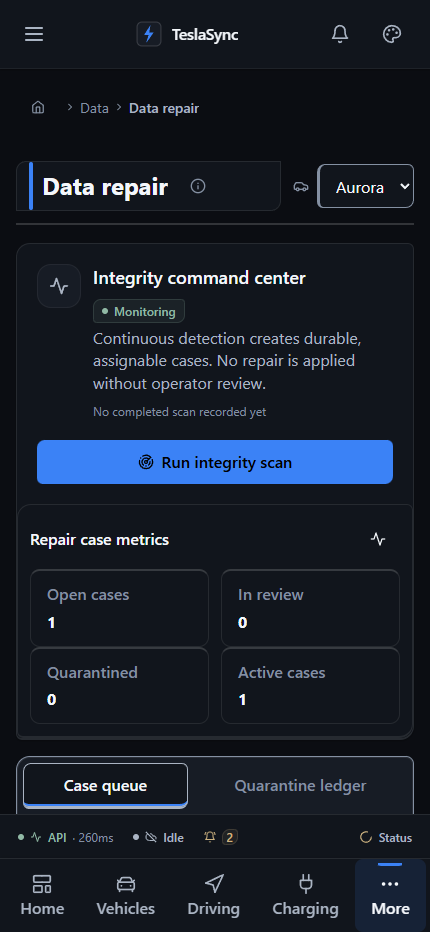 TeslaSync
Data
Data repair
Data repair
Aurora
Integrity command center
Monitoring
Continuous detection creates durable,
assignable cases. No repair is applied
without operator review.
No completed scan recorded yet
Run integrity scan
Repair case metrics
Open cases
1
In review
0
Quarantined
0
Active cases
1
Case queue
Quarantine ledger
API · 260ms
Idle
2
Status
Home
Vehicles
Driving
Charging
More